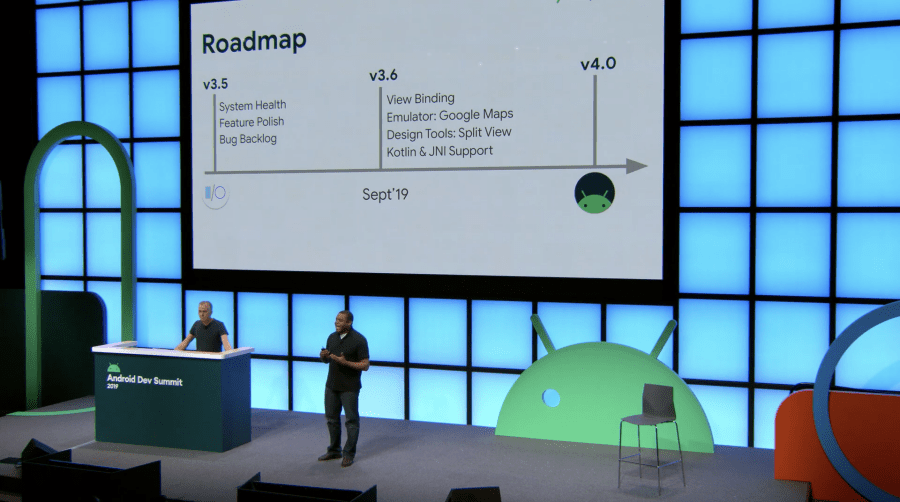 Roadmap
v3.5
System Health
Feature Polish
Bug Backlog
v3.6
View Binding
Emulator: Google Maps
Design Tools: Split View
Kotlin & JNI Support
v4.0
I/O
Sept'19
Android Dev Summit
2019